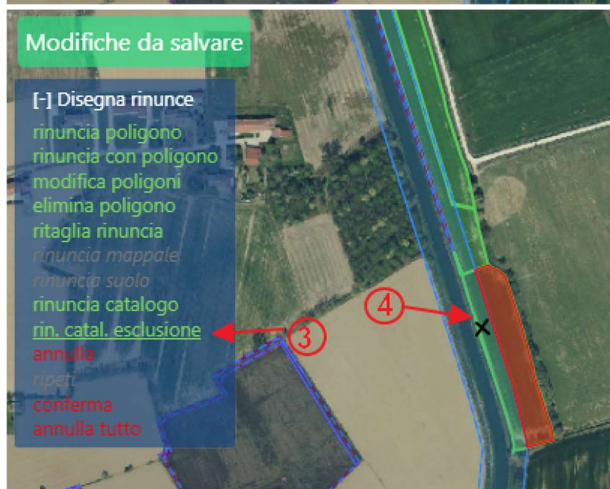 Modifiche da salvare
[-] Disegna rinunce
rinuncia poligono
rinuncia con poligono
modifica poligoni
elimina poligono
ritaglia rinuncia
rinuncia mappale
rinuncia suolo
rinuncia catalogo
rin. catal. esclusione
annulla
ripeti
conferma
annulla tutto
4
3